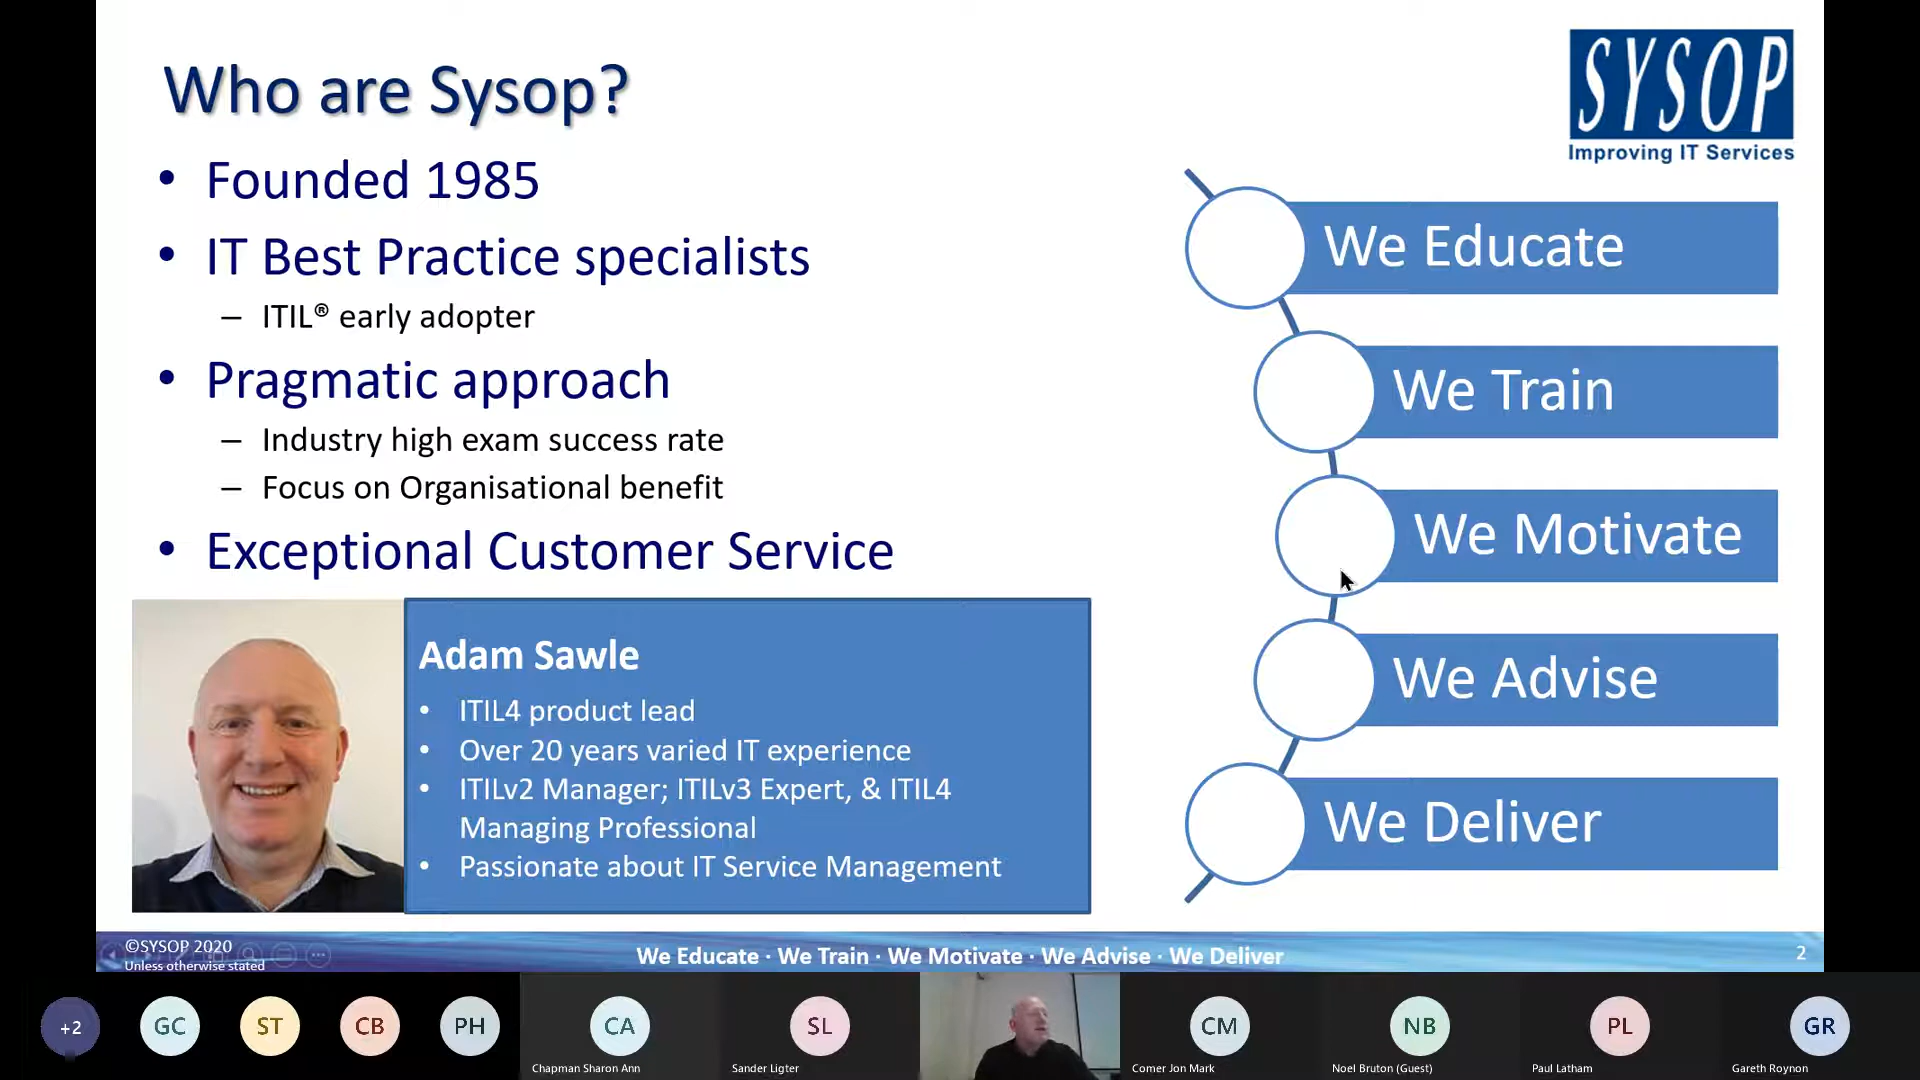 Who are Sysop?
SYSOP
Improving IT Services
• Founded 1985
• IT Best Practice specialists
– ITIL® early adopter
• Pragmatic approach
– Industry high exam success rate
– Focus on Organisational benefit
• Exceptional Customer Service
We Educate
We Train
We Motivate
We Advise
We Deliver
Adam Sawle
• ITIL4 product lead
• Over 20 years varied IT experience
• ITILv2 Manager; ITILv3 Expert, & ITIL4
Managing Professional
• Passionate about IT Service Management
©SYSOP 2020
Unless otherwise stated
We Educate · We Train · We Motivate · We Advise · We Deliver
2
+2
GC
ST
CB
PH
CA
Chapman Sharon Ann
SL
Sander Ligter
CM
Comer Jon Mark
NB
Noel Bruton (Guest)
PL
Paul Latham
GR
Gareth Roynon